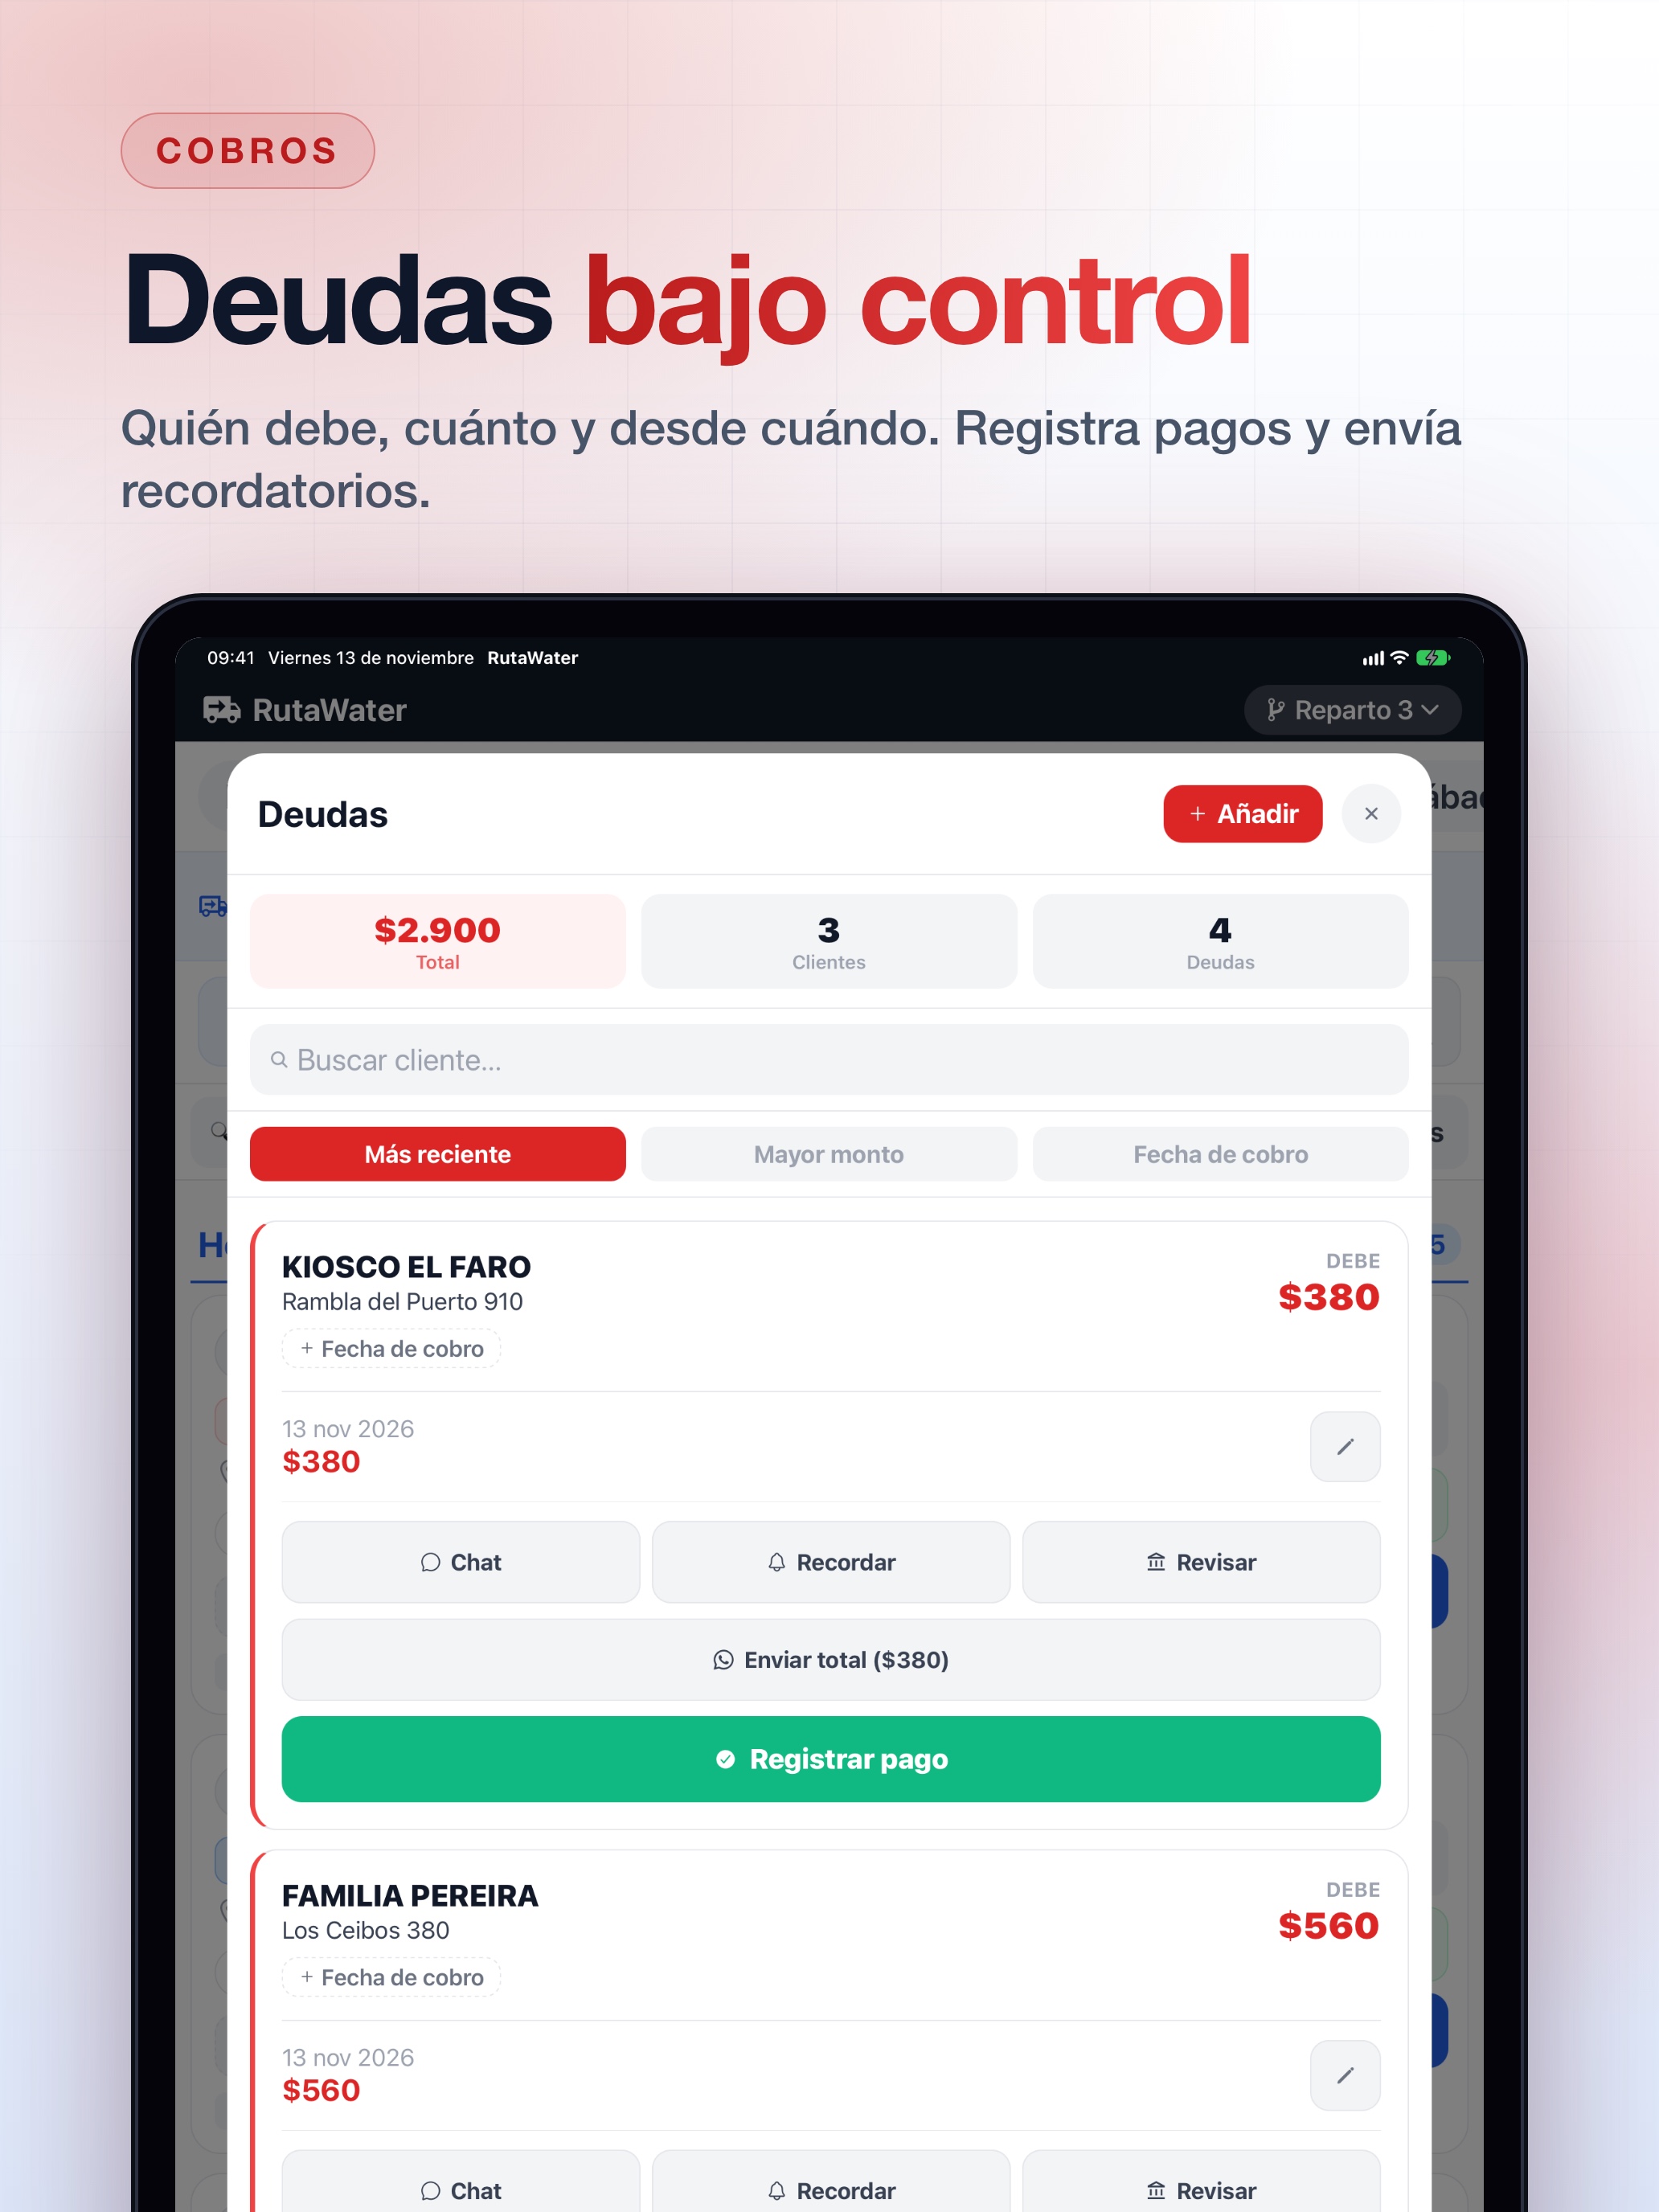 COBROS
Deudas bajo control
Quién debe, cuánto y desde cuándo. Registra pagos y envía
recordatorios.
09:41 Viernes 13 de noviembre RutaWater
RutaWater
Reparto 3
Deudas
+ Añadir
×
$2.900
Total
3
Clientes
4
Deudas
Buscar cliente...
Más reciente
Mayor monto
Fecha de cobro
KIOSCO EL FARO
Rambla del Puerto 910
+ Fecha de cobro
DEBE
$380
13 nov 2026
$380
Chat
Recordar
Revisar
Enviar total ($380)
Registrar pago
5
FAMILIA PEREIRA
Los Ceibos 380
+ Fecha de cobro
DEBE
$560
13 nov 2026
$560
Chat
Recordar
Revisar